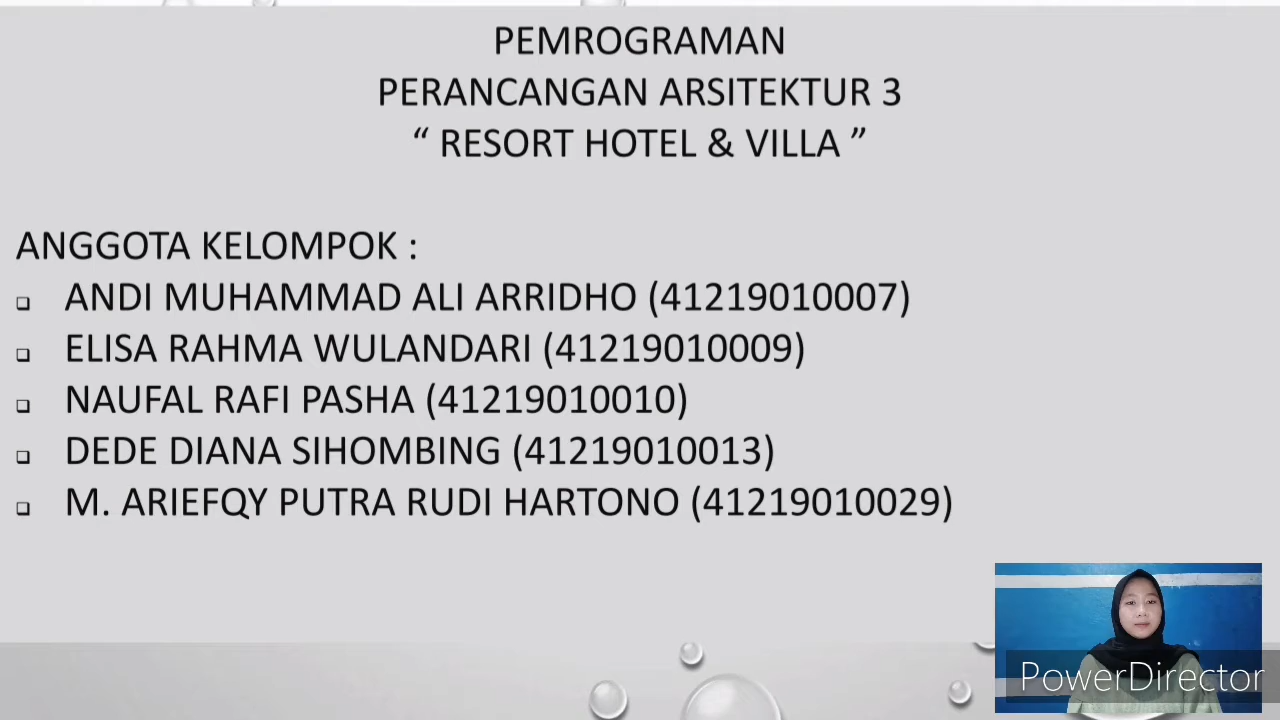 PEMROGRAMAN
PERANCANGAN ARSITEKTUR 3
“ RESORT HOTEL & VILLA ”
ANGGOTA KELOMPOK :
ANDI MUHAMMAD ALI ARRIDHO (41219010007)
ELISA RAHMA WULANDARI (41219010009)
NAUFAL RAFI PASHA (41219010010)
DEDE DIANA SIHOMBING (41219010013)
M. ARIEFQY PUTRA RUDI HARTONO (41219010029)
PowerDirector